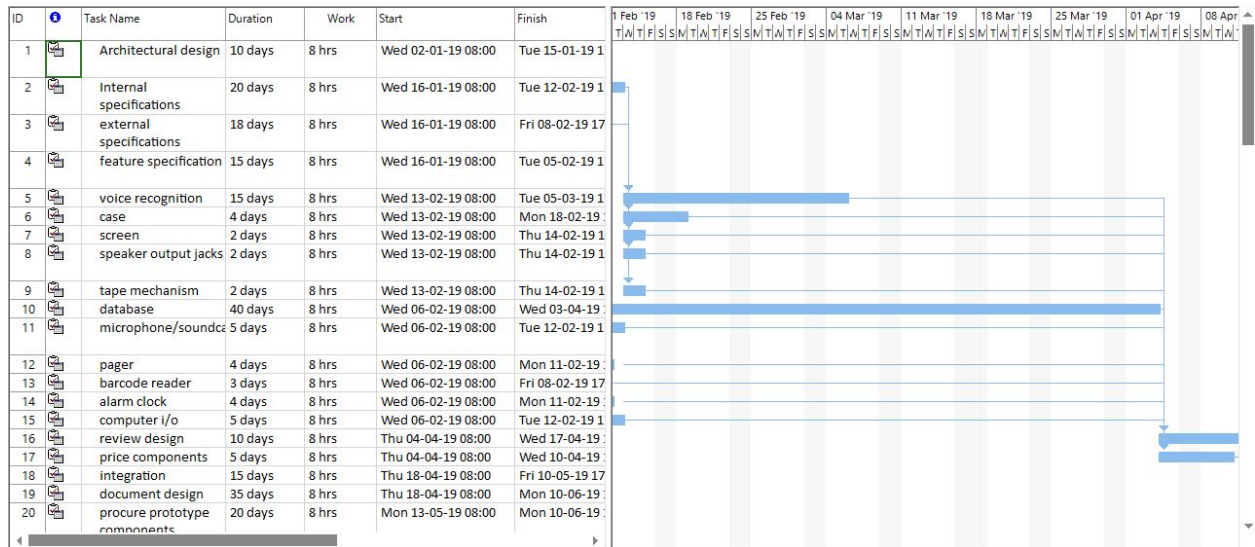 ID Task Name Duration Work Start Finish
1 Feb '19 18 Feb '19 25 Feb '19 04 Mar '19 11 Mar '19 18 Mar '19 25 Mar '19 01 Apr '19 08 Apr
1 Architectural design 10 days 8 hrs Wed 02-01-19 08:00 Tue 15-01-19 1
2 Internal specifications 20 days 8 hrs Wed 16-01-19 08:00 Tue 12-02-19 1
3 external specifications 18 days 8 hrs Wed 16-01-19 08:00 Fri 08-02-19 17
4 feature specification 15 days 8 hrs Wed 16-01-19 08:00 Tue 05-02-19 1
5 voice recognition 15 days 8 hrs Wed 13-02-19 08:00 Tue 05-03-19 1
6 case 4 days 8 hrs Wed 13-02-19 08:00 Mon 18-02-19
7 screen 2 days 8 hrs Wed 13-02-19 08:00 Thu 14-02-19 1
8 speaker output jacks 2 days 8 hrs Wed 13-02-19 08:00 Thu 14-02-19 1
9 tape mechanism 2 days 8 hrs Wed 13-02-19 08:00 Thu 14-02-19 1
10 database 40 days 8 hrs Wed 06-02-19 08:00 Wed 03-04-19
11 microphone/soundca 5 days 8 hrs Wed 06-02-19 08:00 Tue 12-02-19 1
12 pager 4 days 8 hrs Wed 06-02-19 08:00 Mon 11-02-19
13 barcode reader 3 days 8 hrs Wed 06-02-19 08:00 Fri 08-02-19 17
14 alarm clock 4 days 8 hrs Wed 06-02-19 08:00 Mon 11-02-19
15 computer i/o 5 days 8 hrs Wed 06-02-19 08:00 Tue 12-02-19 1
16 review design 10 days 8 hrs Thu 04-04-19 08:00 Wed 17-04-19
17 price components 5 days 8 hrs Thu 04-04-19 08:00 Wed 10-04-19
18 integration 15 days 8 hrs Thu 18-04-19 08:00 Fri 10-05-19 17
19 document design 35 days 8 hrs Thu 18-04-19 08:00 Mon 10-06-19
20 procure prototype components 20 days 8 hrs Mon 13-05-19 08:00 Mon 10-06-19